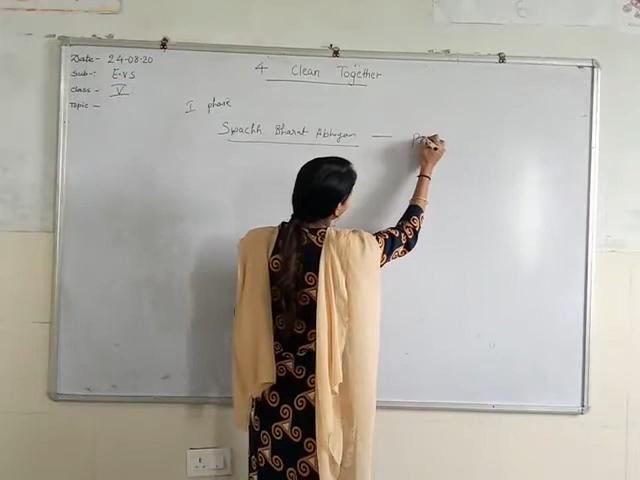 Date:- 24-08-20
Sub-: E.V.S
Class- V
Topic -
4 Clean Together
I phase
Swachh Bharat Abhiyan —